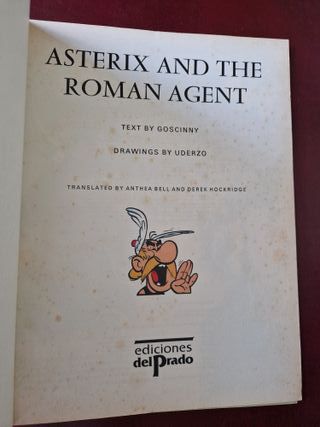 ASTERIX AND THE
ROMAN AGENT
TEXT BY GOSCINNY
DRAWINGS BY UDERZO
TRANSLATED BY ANTHEA BELL AND DEREK HOCKRIDGE
ediciones
del Prado